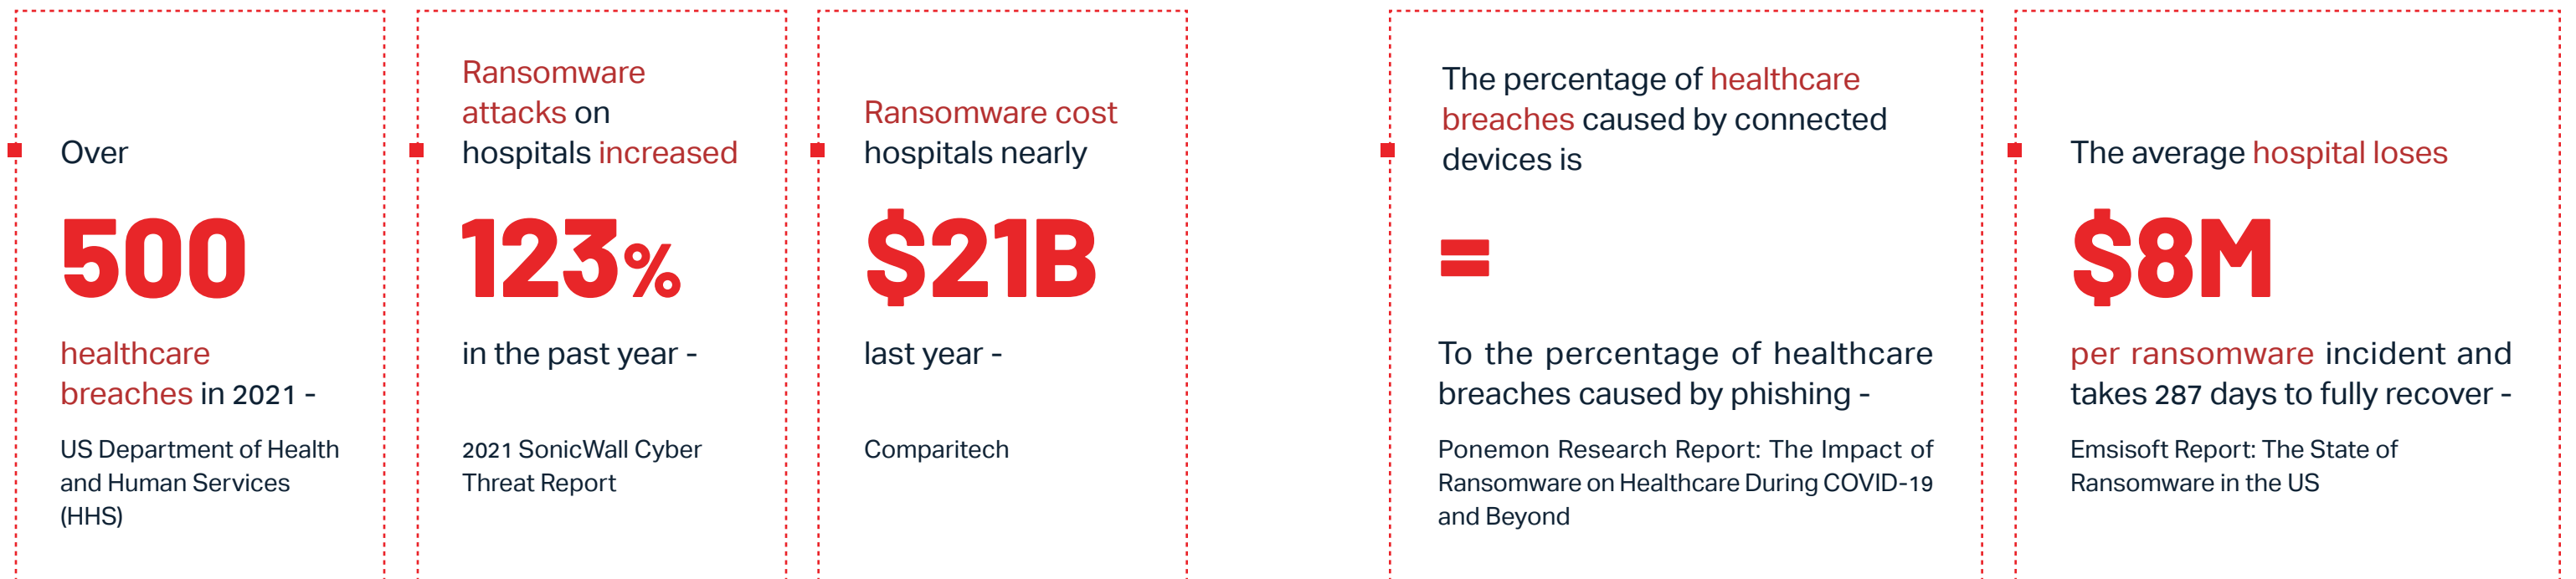 Over
500
healthcare
breaches in 2021 -
US Department of Health
and Human Services
(HHS)
Ransomware
attacks on
hospitals increased
123%
in the past year -
2021 SonicWall Cyber
Threat Report
Ransomware cost
hospitals nearly
$21B
last year -
Comparitech
The percentage of healthcare
breaches caused by connected
devices is
=
To the percentage of healthcare
breaches caused by phishing -
Ponemon Research Report: The Impact of
Ransomware on Healthcare During COVID-19
and Beyond
The average hospital loses
$8M
per ransomware incident and
takes 287 days to fully recover -
Emsisoft Report: The State of
Ransomware in the US